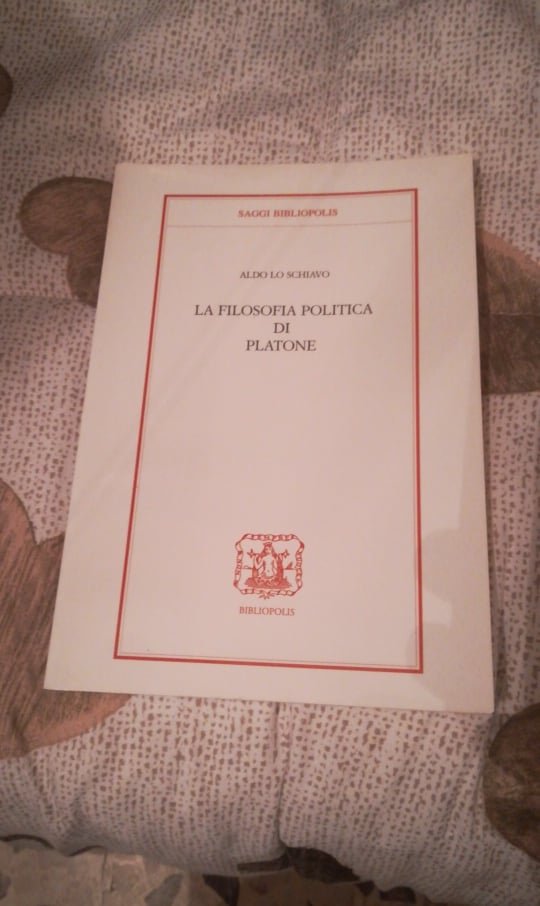 SAGGI BIBLIOPOLIS
ALDO LO SCHIAVO
LA FILOSOFIA POLITICA
DI
PLATONE
BIBLIOPOLIS